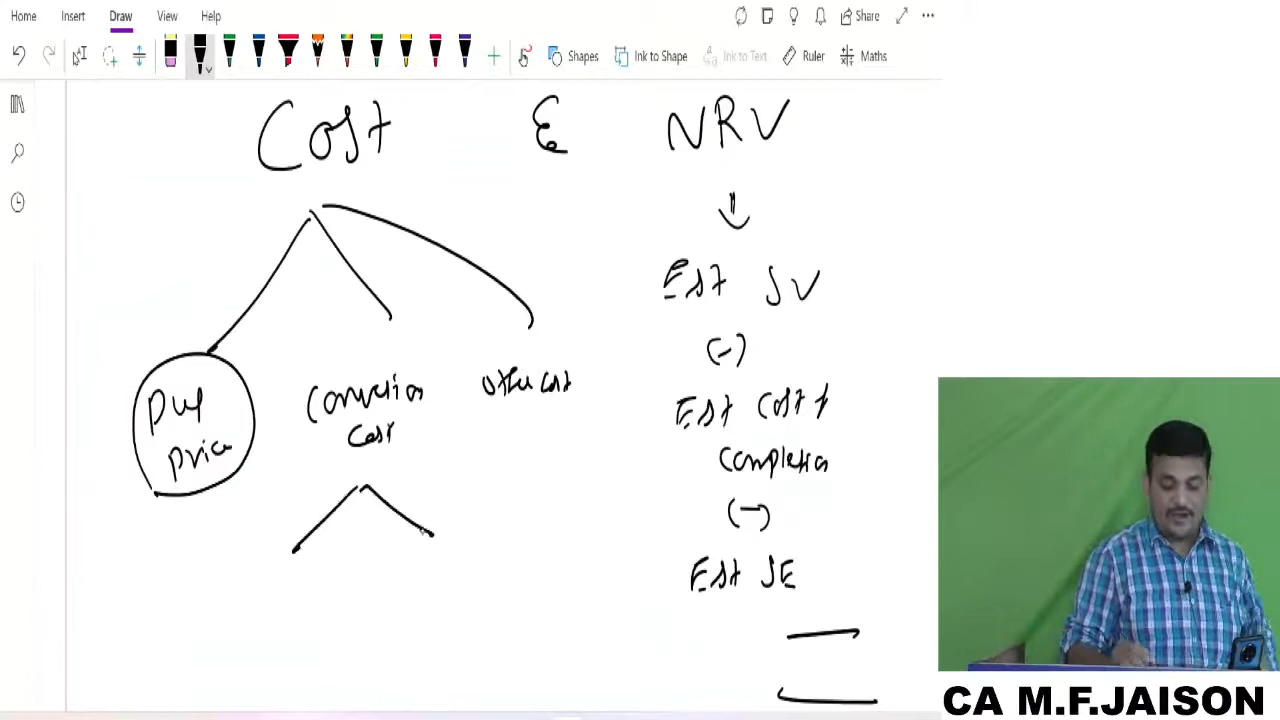 Home Insert Draw View Help
Share
Shapes Ink to Shape Ink to Text Ruler Maths
Cost & NRV
Est SV
(-)
Est Cost of
Completion
(-)
Est SE
Pur
price
Conversion
Cost
other cost
CA M.F.JAISON